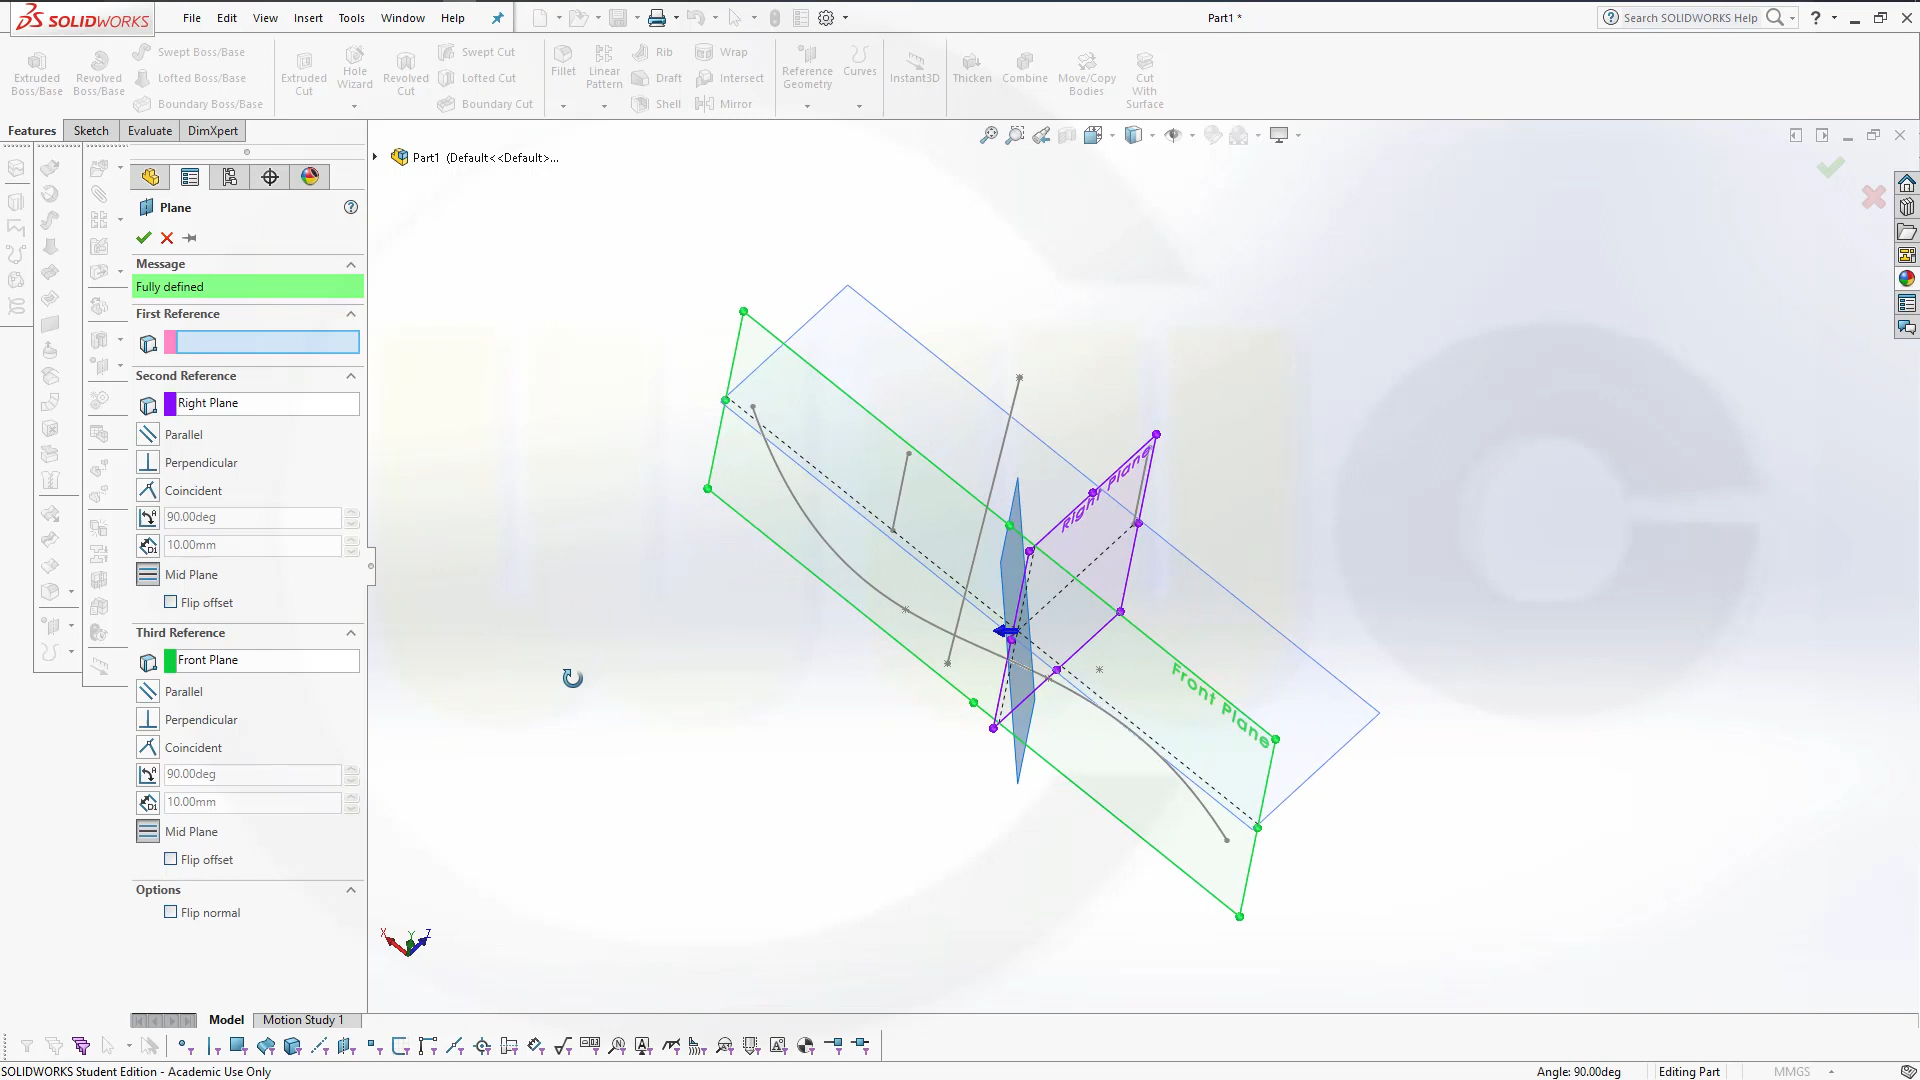 SOLIDWORKS
File Edit View Insert Tools Window Help
Part1 *
Search SOLIDWORKS Help
Extruded Boss/Base
Revolved Boss/Base
Swept Boss/Base
Lofted Boss/Base
Boundary Boss/Base
Extruded Cut
Hole Wizard
Revolved Cut
Swept Cut
Lofted Cut
Boundary Cut
Fillet
Linear Pattern
Rib
Draft
Shell
Wrap
Intersect
Mirror
Reference Geometry
Curves
Instant3D
Thicken
Combine
Move/Copy Bodies
Cut With Surface
Features Sketch Evaluate DimXpert
Part1 (Default<<Default>...
Plane
Message
Fully defined
First Reference
Second Reference
Right Plane
Parallel
Perpendicular
Coincident
90.00deg
10.00mm
Mid Plane
Flip offset
Third Reference
Front Plane
Parallel
Perpendicular
Coincident
90.00deg
10.00mm
Mid Plane
Flip offset
Options
Flip normal
Right Plane
Front Plane
X Y Z
Model Motion Study 1
SOLIDWORKS Student Edition - Academic Use Only
Angle: 90.00deg Editing Part MMGS